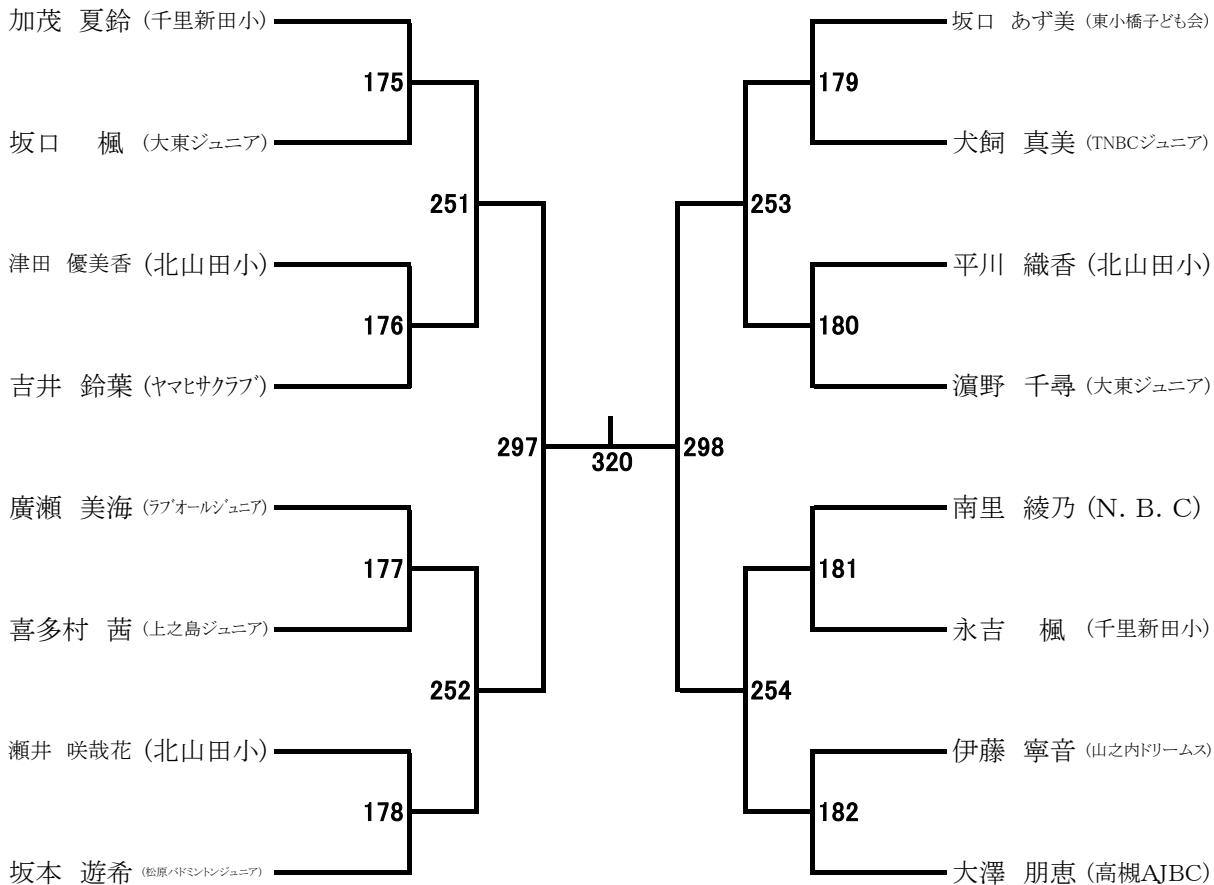 加茂 夏鈴 (千里新田小)
175
坂口 楓 (大東ジュニア)
251
津田 優美香 (北山田小)
176
吉井 鈴葉 (ヤマヒサクラブ)
297
廣瀬 美海 (ラブオールジュニア)
177
喜多村 茜 (上之島ジュニア)
252
瀬井 咲哉花 (北山田小)
178
坂本 遊希 (松原バドミントンジュニア)
320
坂口 あず美 (東小橋子ども会)
179
犬飼 真美 (TNBCジュニア)
253
平川 織香 (北山田小)
180
濵野 千尋 (大東ジュニア)
298
南里 綾乃 (N. B. C)
181
永吉 楓 (千里新田小)
254
伊藤 寧音 (山之内ドリームス)
182
大澤 朋恵 (高槻AJBC)